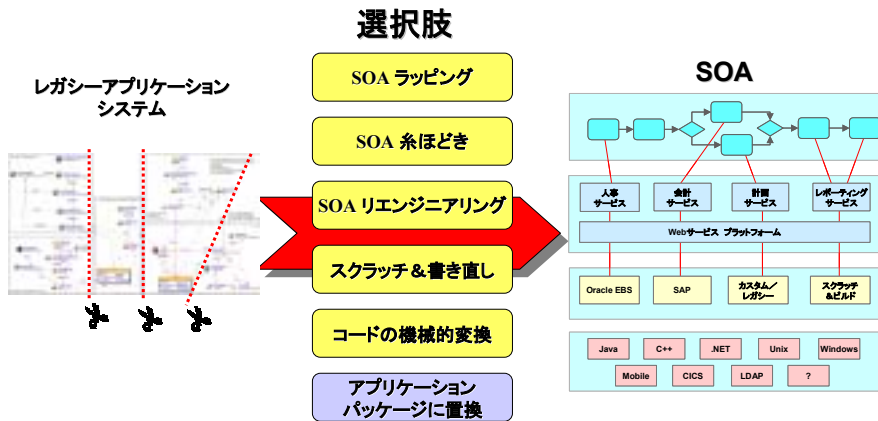 選択肢
レガシーアプリケーション
システム
SOA ラッピング
SOA 糸ほどき
SOA リエンジニアリング
スクラッチ＆書き直し
コードの機械的変換
アプリケーション
パッケージに置換
SOA
人事
サービス
会計
サービス
計画
サービス
レポーティング
サービス
Webサービス プラットフォーム
Oracle EBS
SAP
カスタム／
レガシー
スクラッチ
＆ビルド
Java
C++
.NET
Unix
Windows
Mobile
CICS
LDAP
?